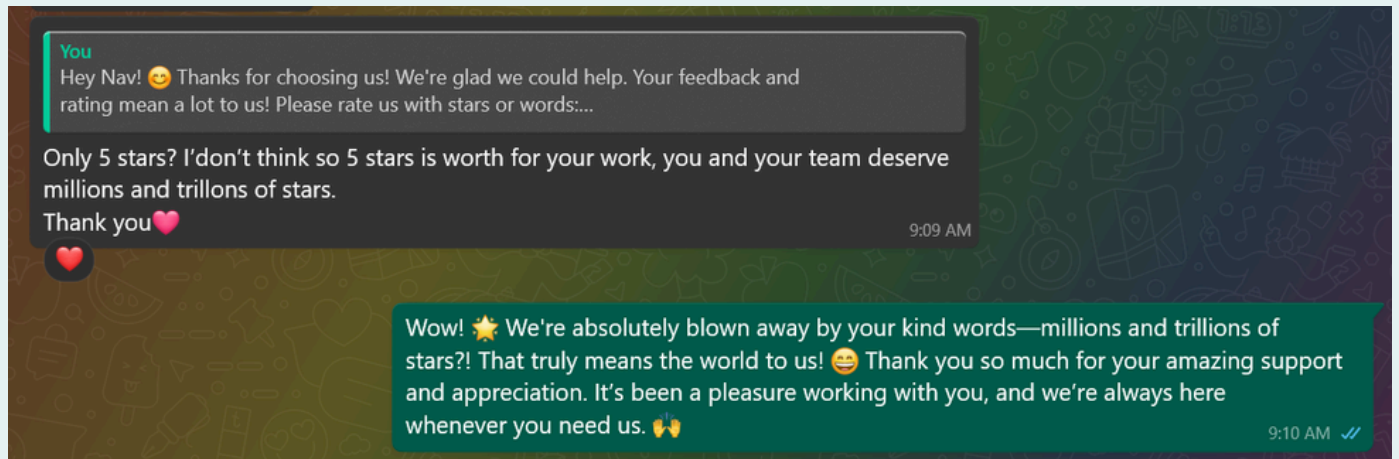 You
Hey Nav! 😊 Thanks for choosing us! We're glad we could help. Your feedback and
rating mean a lot to us! Please rate us with stars or words:...
Only 5 stars? I'don't think so 5 stars is worth for your work, you and your team deserve
millions and trillons of stars.
Thank you💓
9:09 AM
❤️
Wow! 🌟 We're absolutely blown away by your kind words—millions and trillions of
stars?! That truly means the world to us! 😄 Thank you so much for your amazing support
and appreciation. It's been a pleasure working with you, and we're always here
whenever you need us. 🙌
9:10 AM